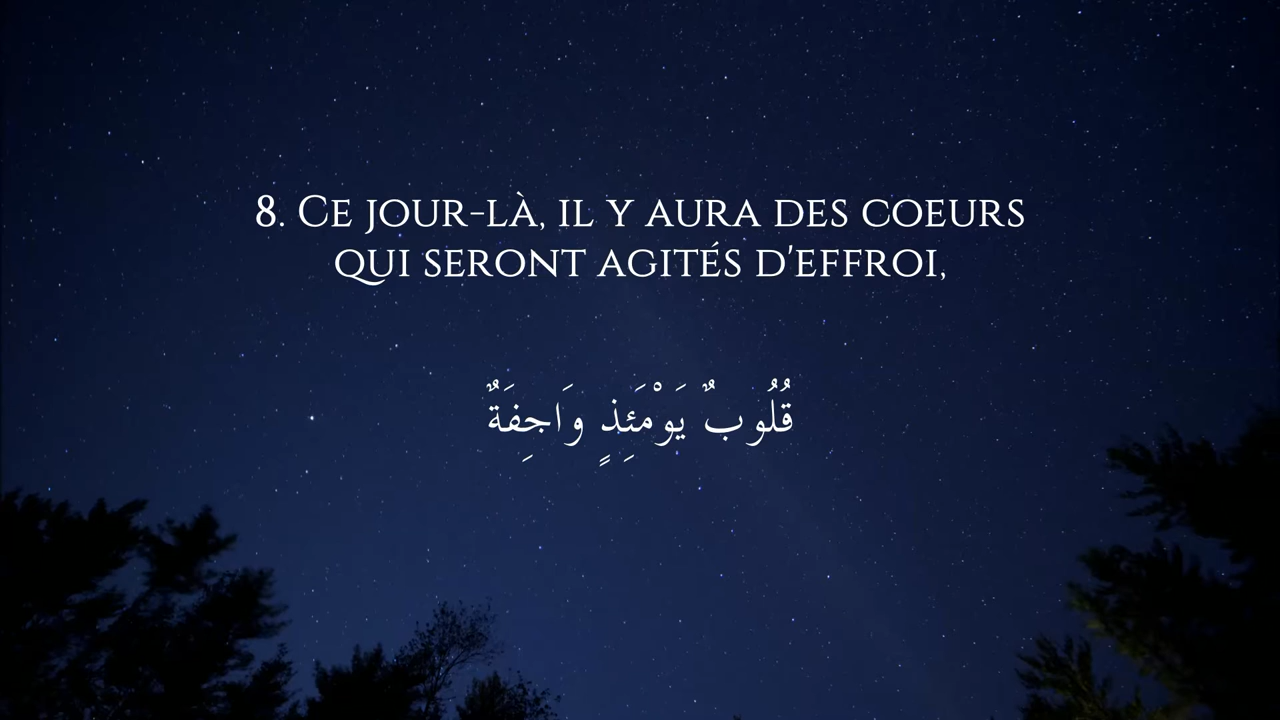 8. Ce jour-là, il y aura des coeurs
qui seront agités d'effroi,
قُلُوبٌ يَوْمَئِذٍ وَاجِفَةٌ